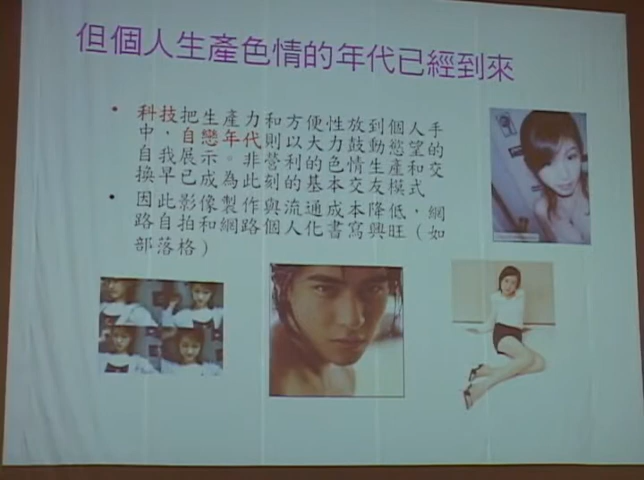 但個人生產色情的年代已經到來
• 科技把生產力和方便性放到個人手
中，自戀年代則以大力鼓動慾望的
自我展示。非營利的色情生產和交
換早已成為此刻的基本交友模式
• 因此影像製作與流通成本降低，網
路自拍和網路個人化書寫興旺（如
部落格）